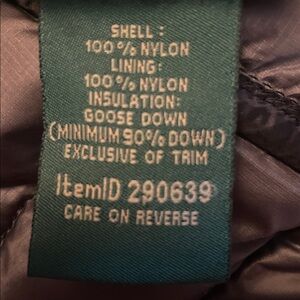 SHELL:
100% NYLON
LINING:
100% NYLON
INSULATION:
GOOSE DOWN
(MINIMUM 90% DOWN)
EXCLUSIVE OF TRIM
ItemID 290639
CARE ON REVERSE